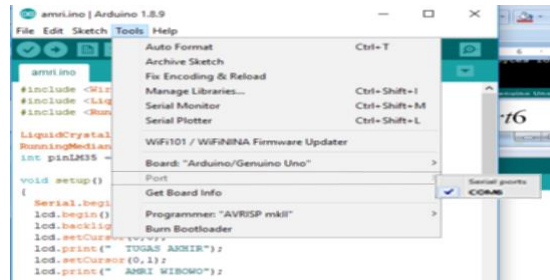 amri.ino | Arduino 1.8.9
File Edit Sketch Tools Help
amri.ino
#include <Wir
#include <Liq
#include <Run
LiquidCrystal
RunningMedian
int pinLM35 =
void setup()
{
Serial.begi
lcd.begin()
lcd.backlig
lcd.setCursor(0,0);
lcd.print(" TUGAS AKHIR");
lcd.setCursor(0,1);
lcd.print(" AMRI WIBOWO");
Auto Format Ctrl+T
Archive Sketch
Fix Encoding & Reload
Manage Libraries... Ctrl+Shift+I
Serial Monitor Ctrl+Shift+M
Serial Plotter Ctrl+Shift+L
WiFi101 / WiFiNINA Firmware Updater
Board: "Arduino/Genuino Uno"
Port
Get Board Info
Programmer: "AVRISP mkII"
Burn Bootloader
Serial ports
COM6